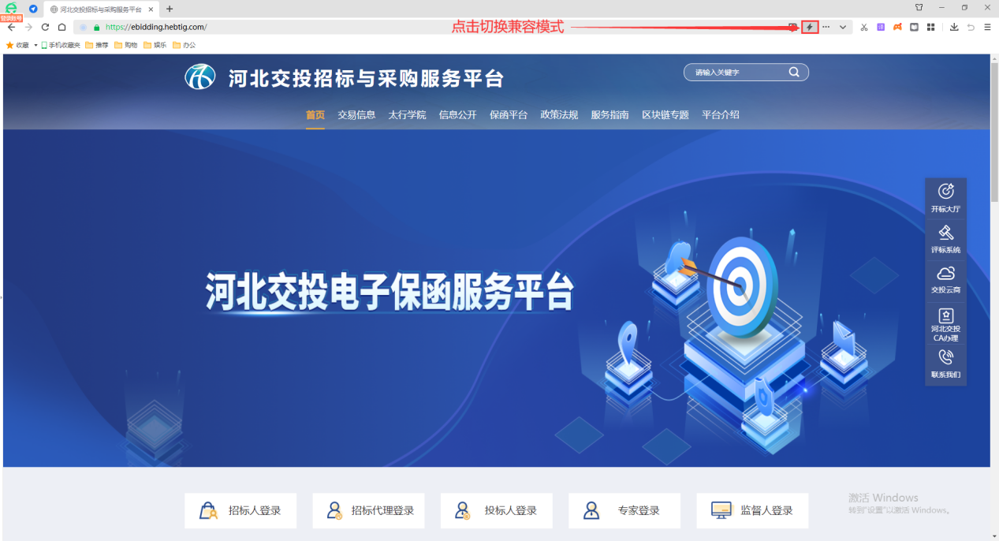 河北交投招标与采购服务平台
登录账号
https://ebidding.hebtig.com/
点击切换兼容模式
收藏 手机收藏夹 推荐 购物 娱乐 办公
河北交投招标与采购服务平台
请输入关键字
首页 交易信息 太行学院 信息公开 保函平台 政策法规 服务指南 区块链专题 平台介绍
开标大厅
评标系统
河北交投电子保函服务平台
交投云商
河北交投
CA办理
联系我们
招标人登录 招标代理登录 投标人登录 专家登录 监督人登录
激活 Windows
转到"设置"以激活 Windows。